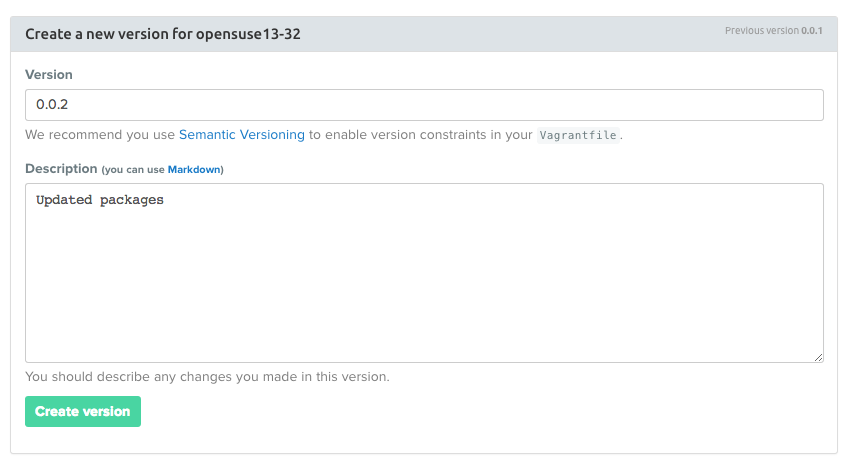 Create a new version for opensuse13-32
Previous version 0.0.1
Version
0.0.2
We recommend you use Semantic Versioning to enable version constraints in your Vagrantfile.
Description (you can use Markdown)
Updated packages
You should describe any changes you made in this version.
Create version